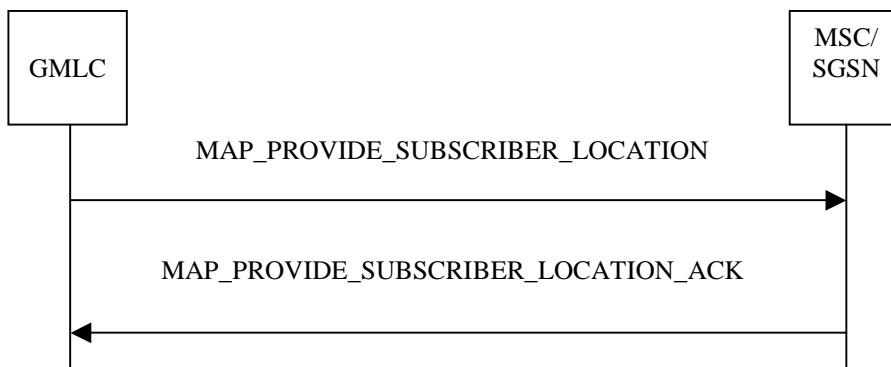 GMLC
MSC/
SGSN
MAP_PROVIDE_SUBSCRIBER_LOCATION
MAP_PROVIDE_SUBSCRIBER_LOCATION_ACK